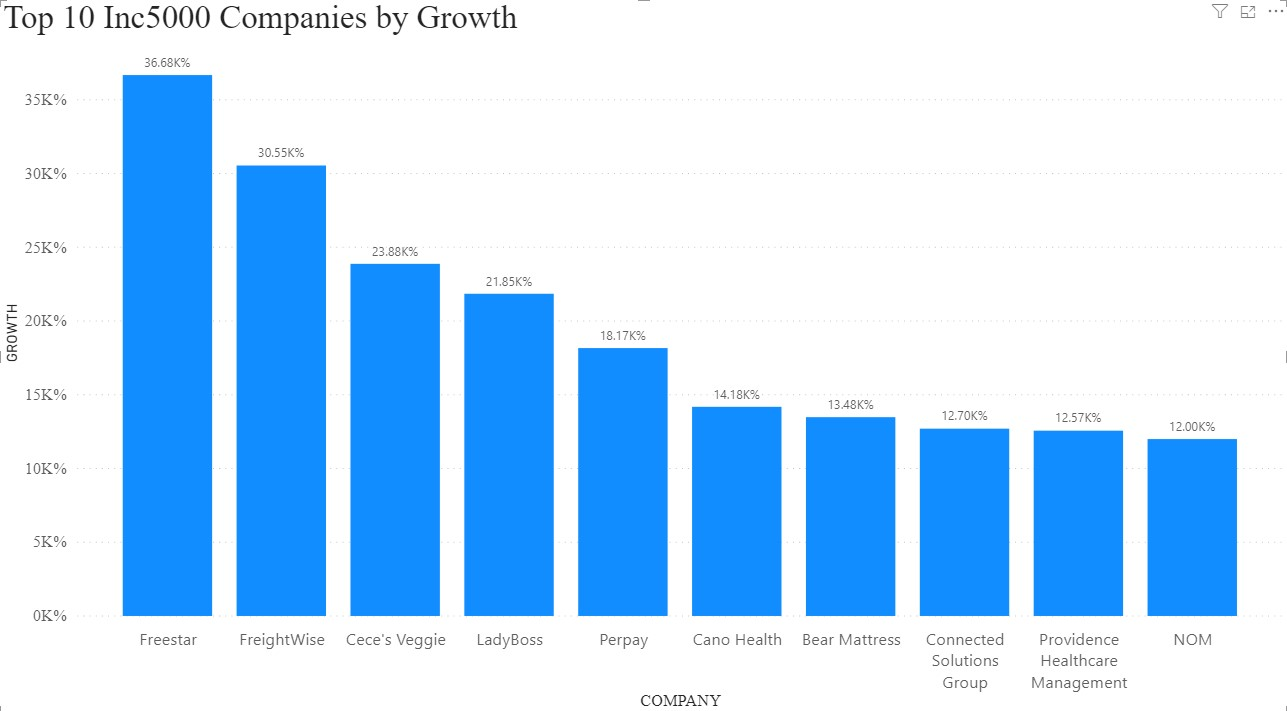 Top 10 Inc5000 Companies by Growth
36.68K%
35K%
30.55K%
30K%
25K%
23.88K%
21.85K%
20K%
18.17K%
15K%
14.18K%
13.48K%
12.70K%
12.57K%
12.00K%
10K%
5K%
0K%
GROWTH
Freestar
FreightWise
Cece's Veggie
LadyBoss
Perpay
Cano Health
Bear Mattress
Connected
Solutions
Group
Providence
Healthcare
Management
NOM
COMPANY